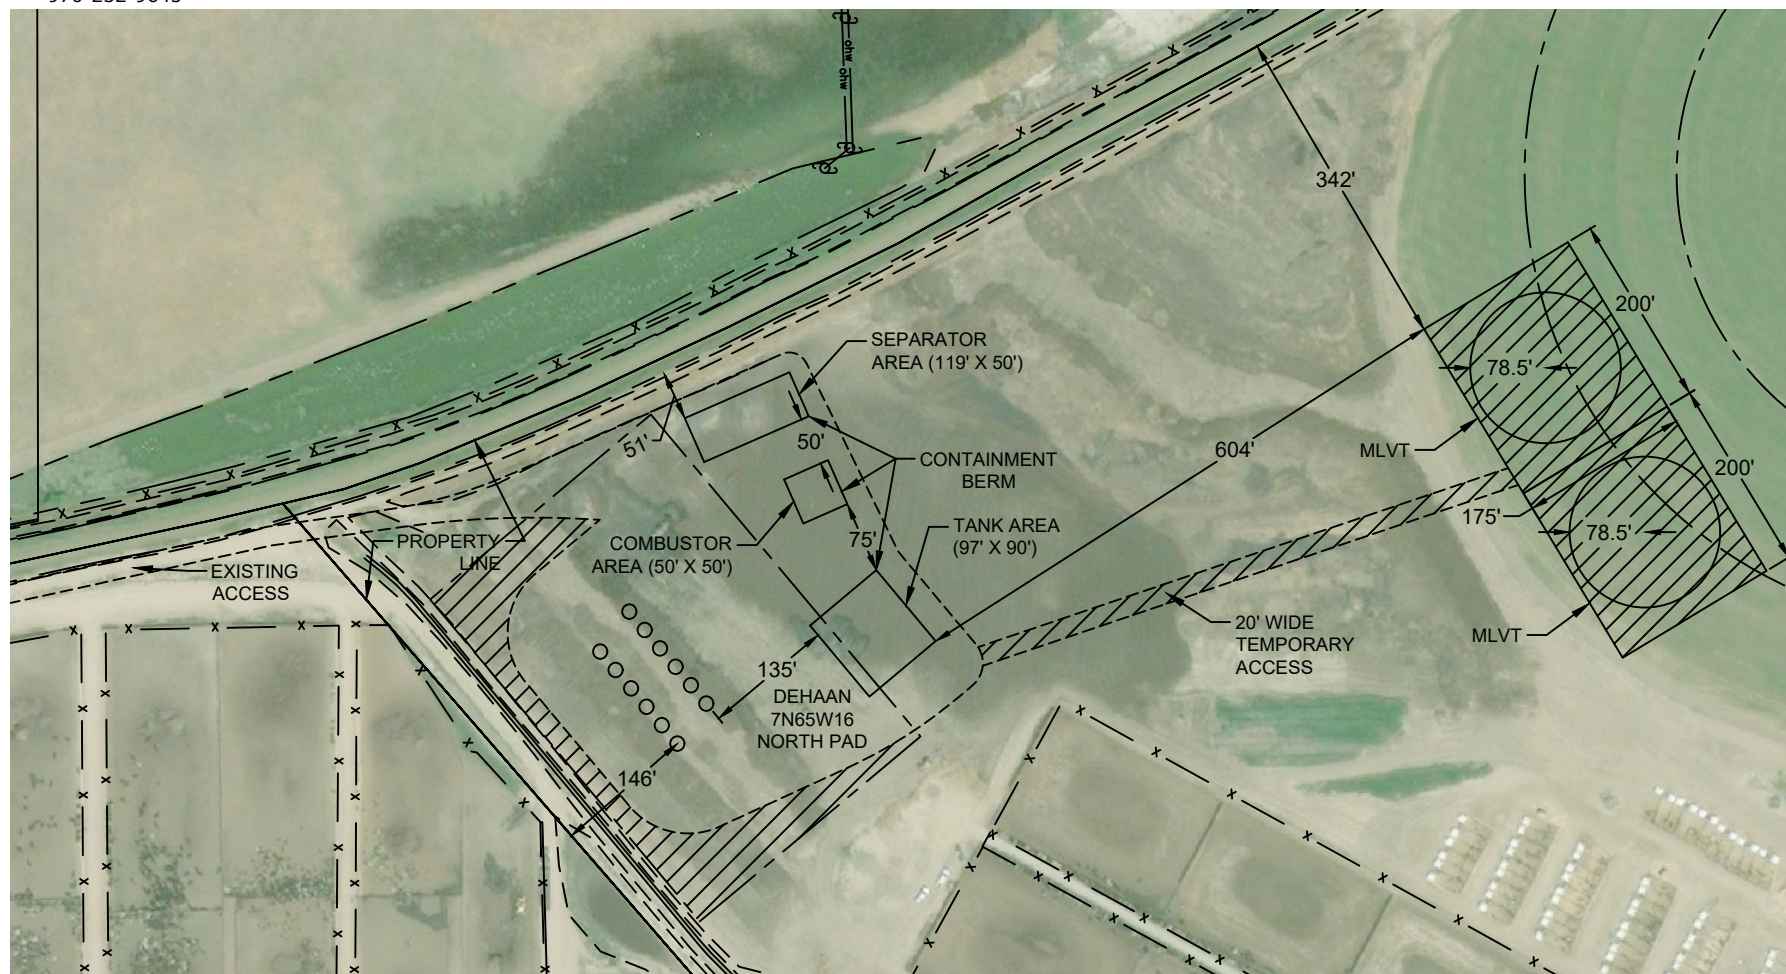 ohw ohw
342'
200'
SEPARATOR
AREA (119' X 50')
78.5'
51'
50'
604'
MLVT
CONTAINMENT
BERM
200'
175'
TANK AREA
(97' X 90')
78.5'
PROPERTY
LINE
COMBUSTOR
AREA (50' X 50')
75'
EXISTING
ACCESS
20' WIDE
TEMPORARY
ACCESS
MLVT
135'
DEHAAN
7N65W16
NORTH PAD
146'